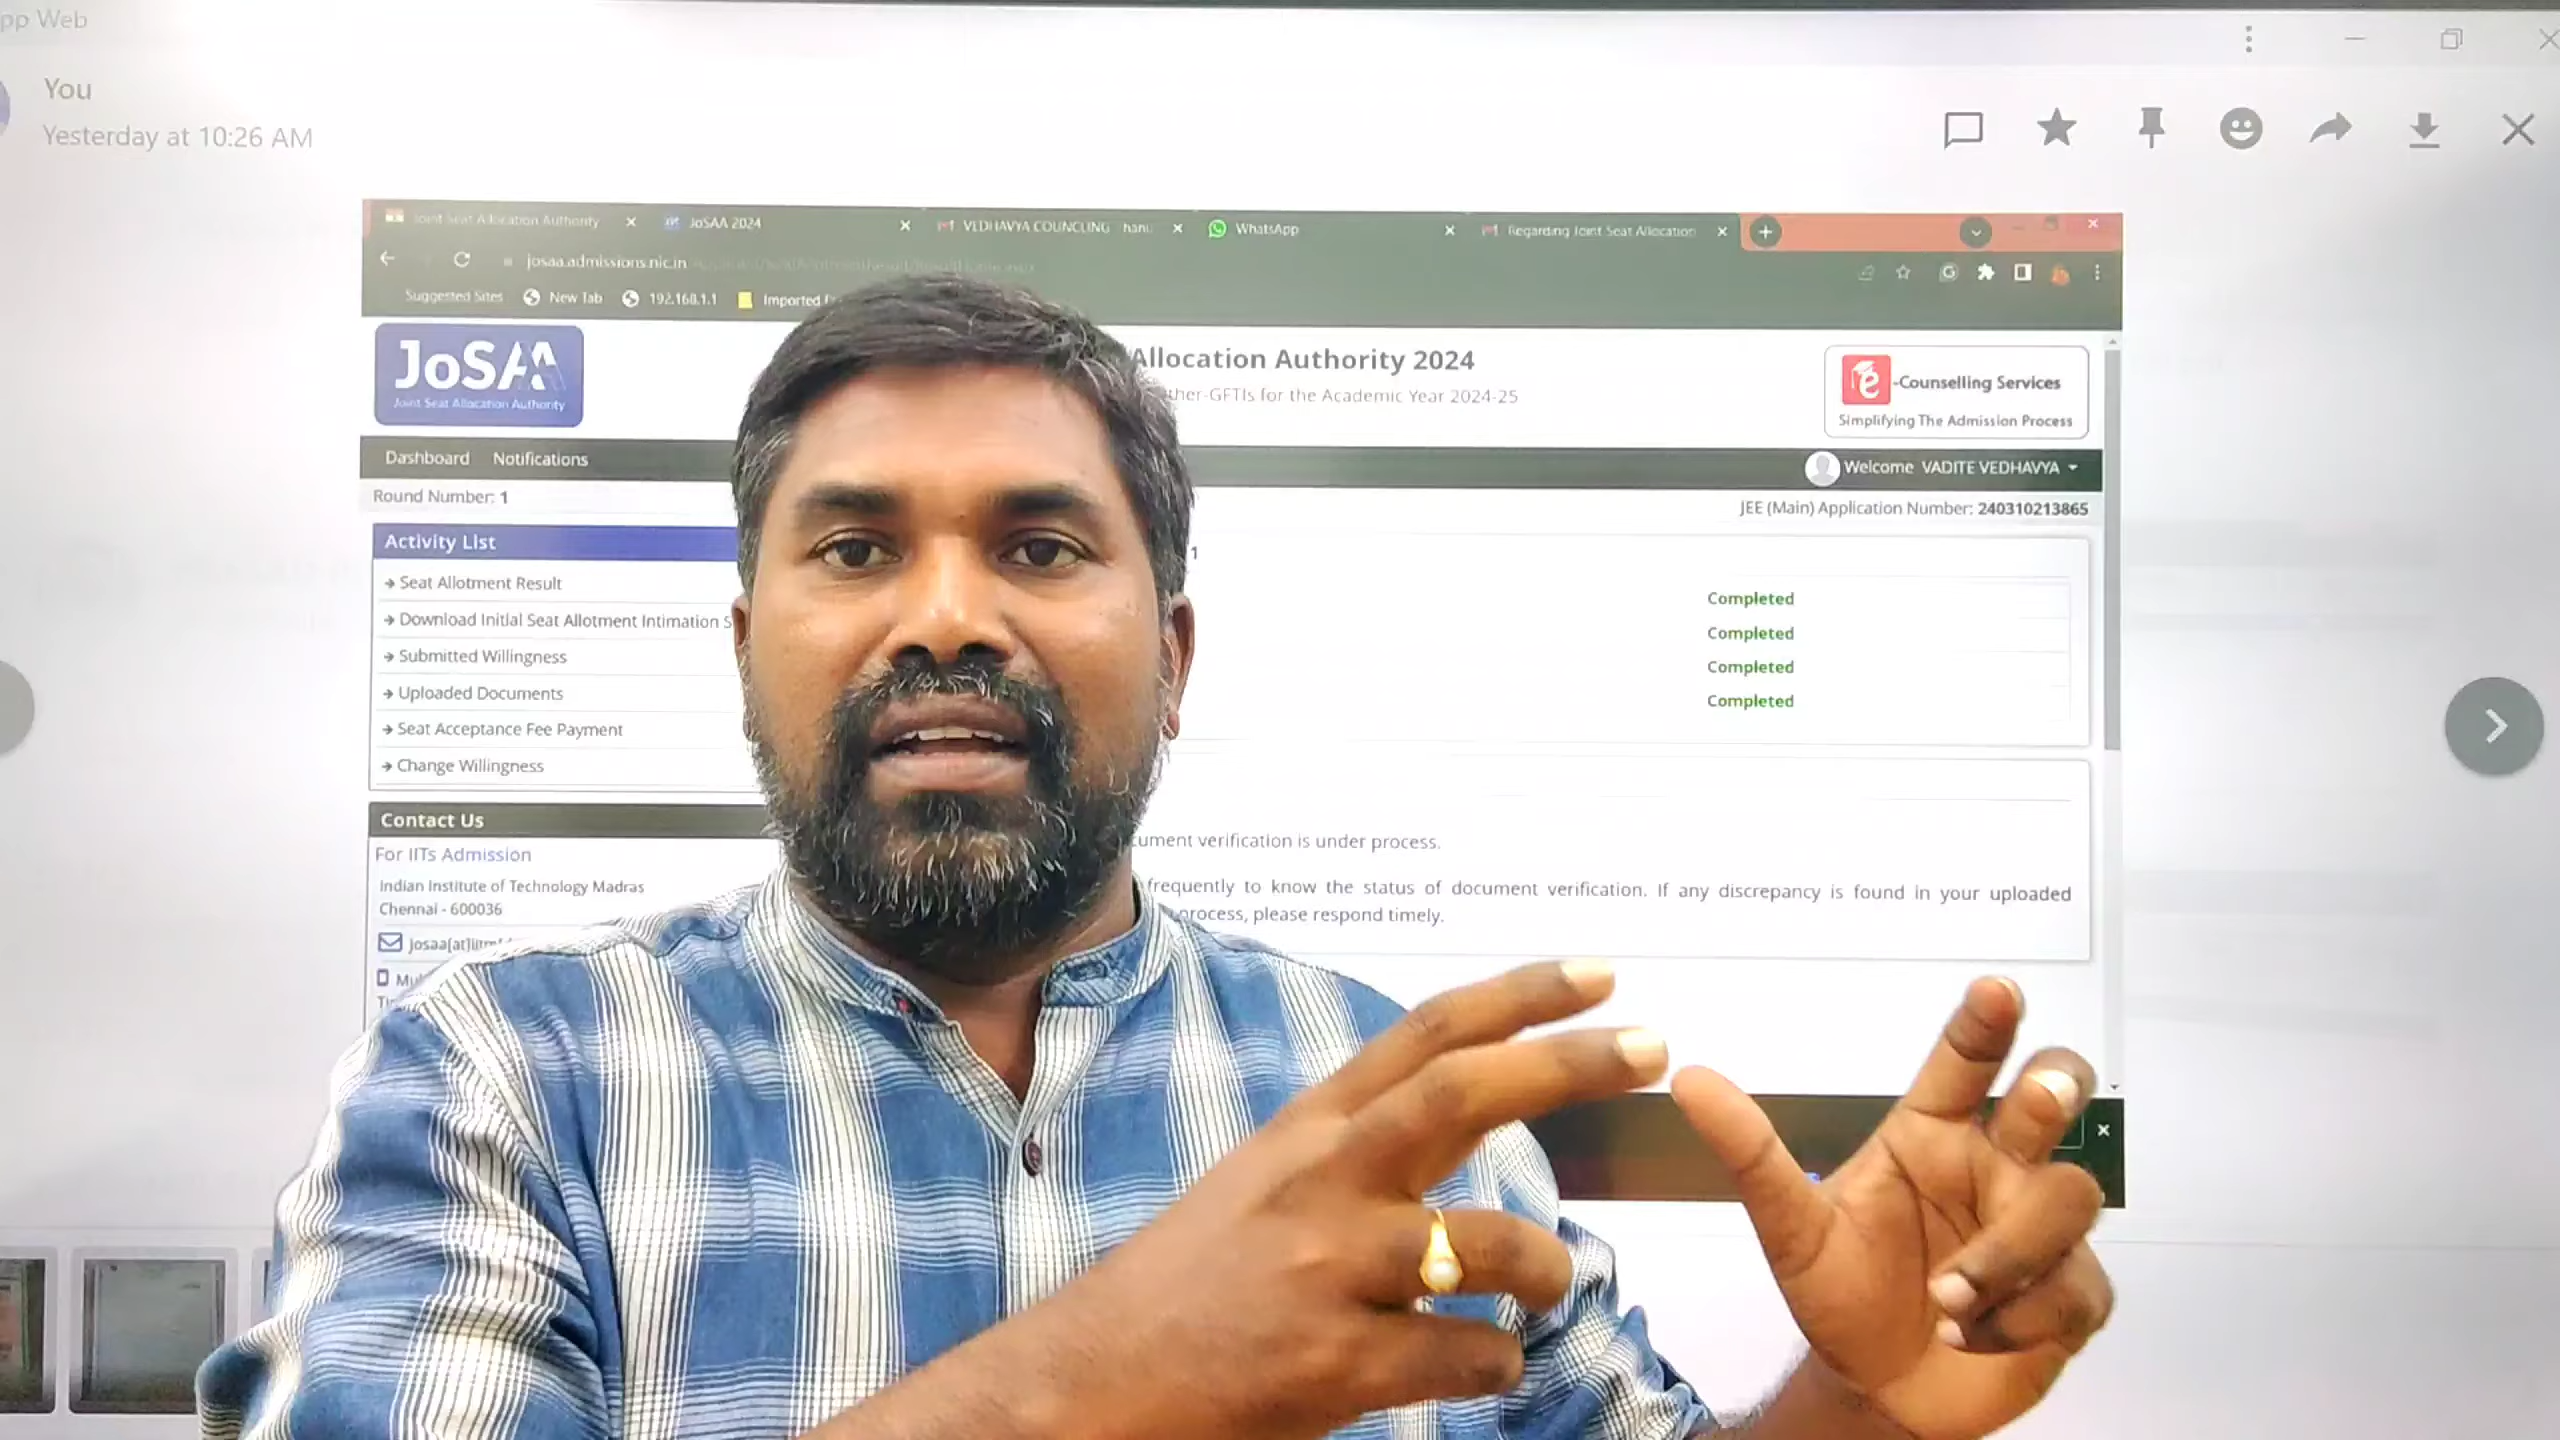 pp Web
You
Yesterday at 10:26 AM
Joint Seat Allocation Authority
JoSAA 2024
VEDHAVYA COUNCLING
WhatsApp
Regarding Joint Seat Allocation
josaa.admissions.nic.in
Suggested Sites
New Tab
192.168.1.1
Imported
JoSAA
Joint Seat Allocation Authority
Allocation Authority 2024
ther-GFTIs for the Academic Year 2024-25
e-Counselling Services
Simplifying The Admission Process
Dashboard Notifications
Welcome VADITE VEDHAVYA
Round Number: 1
JEE (Main) Application Number: 240310213865
Activity List
1
Seat Allotment Result
Completed
Download Initial Seat Allotment Intimation S
Completed
Submitted Willingness
Completed
Uploaded Documents
Completed
Seat Acceptance Fee Payment
Change Willingness
Contact Us
For IITs Admission
cument verification is under process.
Indian Institute of Technology Madras
frequently to know the status of document verification. If any discrepancy is found in your uploaded
Chennai - 600036
process, please respond timely.